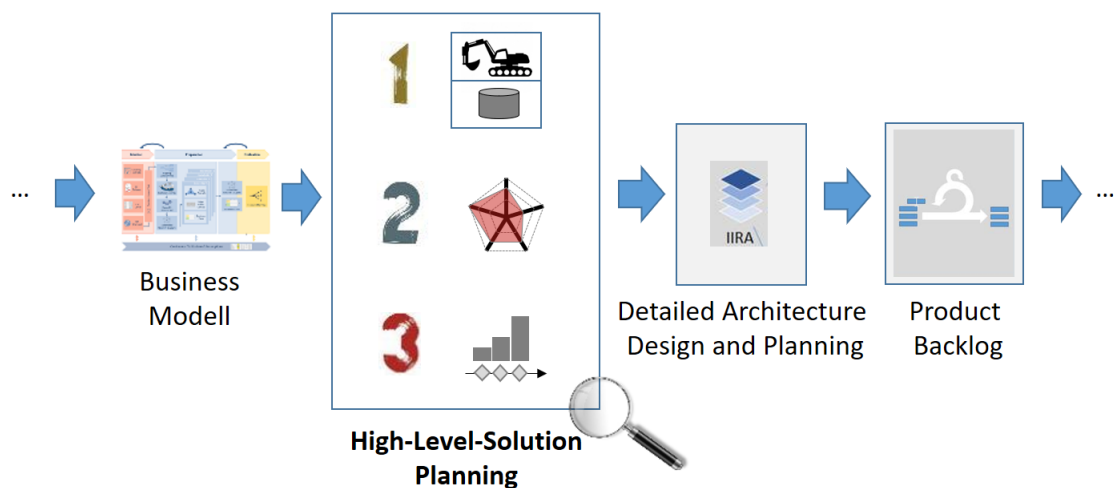 ...
Business
Modell
1
2
3
High-Level-Solution
Planning
IIRA
Detailed Architecture
Design and Planning
Product
Backlog
...